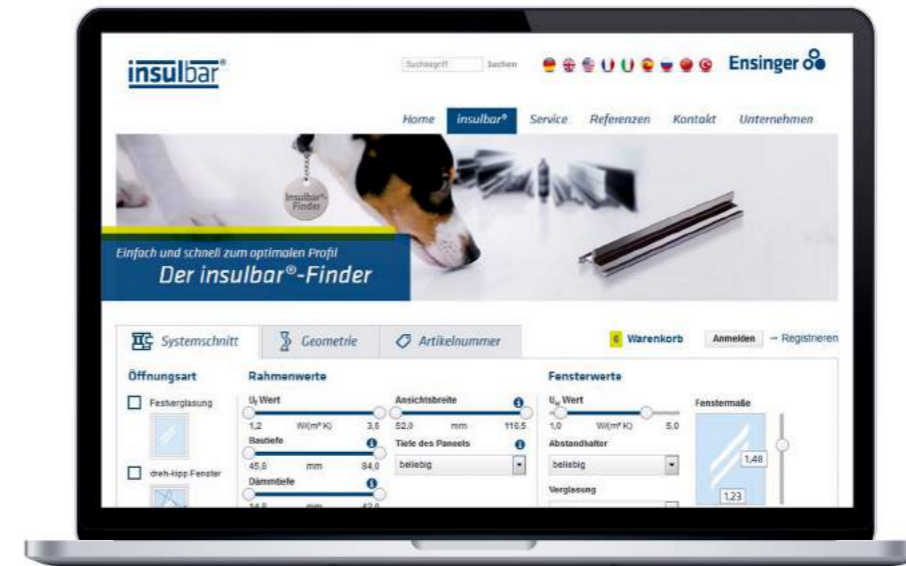 insulbar®
Suchbegriff Suchen
Ensinger
Home insulbar® Service Referenzen Kontakt Unternehmen
insulbar®-
Finder
Einfach und schnell zum optimalen Profil
Der insulbar®-Finder
Systemschnitt Geometrie Artikelnummer
0 Warenkorb Anmelden → Registrieren
Öffnungsart Rahmenwerte Fensterwerte
Festverglasung
Uf Wert
1,2 W/(m² K) 3,5
Ansichtsbreite
52,0 mm 116,5
Uw Wert
1,0 W/(m² K) 5,0
Fenstermaße
Bautiefe
45,8 mm 84,0
Tiefe des Paneels
beliebig
Abstandhalter
beliebig
1,48
1,23
dreh-kipp Fenster
Dämmtiefe
mm
Verglasung